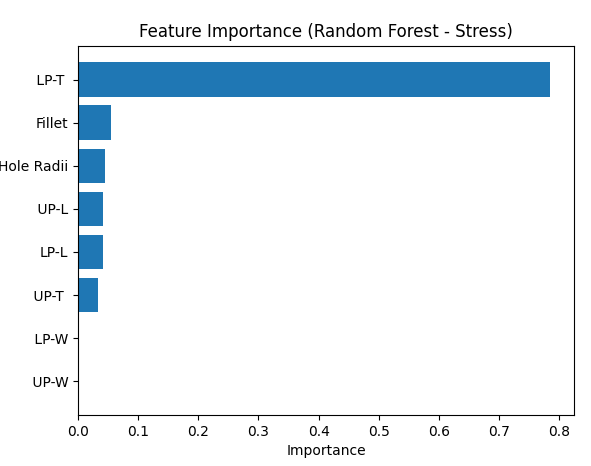 Feature Importance (Random Forest - Stress)
LP-T
Fillet
Hole Radii
UP-L
LP-L
UP-T
LP-W
UP-W
0.0 0.1 0.2 0.3 0.4 0.5 0.6 0.7 0.8
Importance